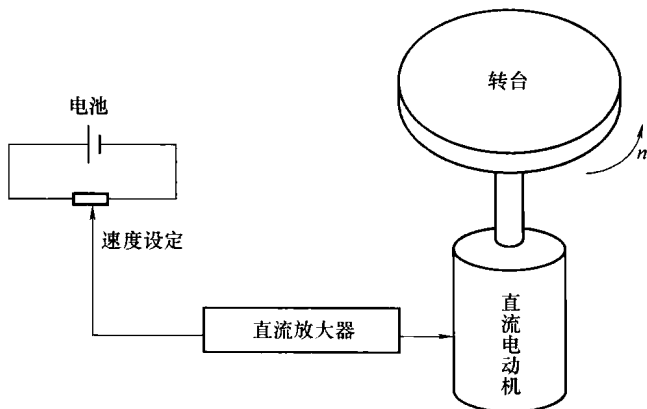 转台
电池
n
速度设定
直流放大器
直流电动机